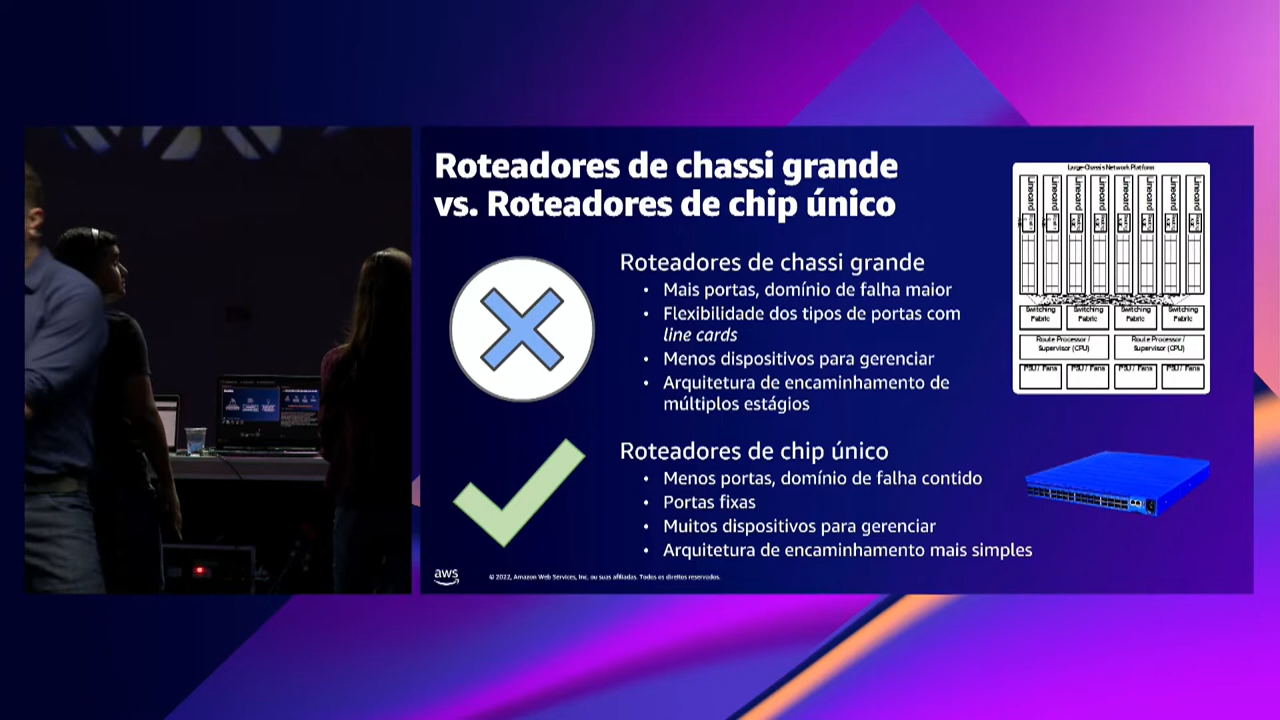 Roteadores de chassi grande
vs. Roteadores de chip único
Roteadores de chassi grande
• Mais portas, domínio de falha maior
• Flexibilidade dos tipos de portas com
line cards
• Menos dispositivos para gerenciar
• Arquitetura de encaminhamento de
múltiplos estágios
Large-Chassis Network Platform
Linecard Linecard Linecard Linecard Linecard Linecard Linecard Linecard
Switching Fabric Switching Fabric Switching Fabric Switching Fabric
Route Processor / Supervisor (CPU) Route Processor / Supervisor (CPU)
PSU / Fans PSU / Fans PSU / Fans PSU / Fans
Roteadores de chip único
• Menos portas, domínio de falha contido
• Portas fixas
• Muitos dispositivos para gerenciar
• Arquitetura de encaminhamento mais simples
aws
© 2022, Amazon Web Services, Inc. ou suas afiliadas. Todos os direitos reservados.